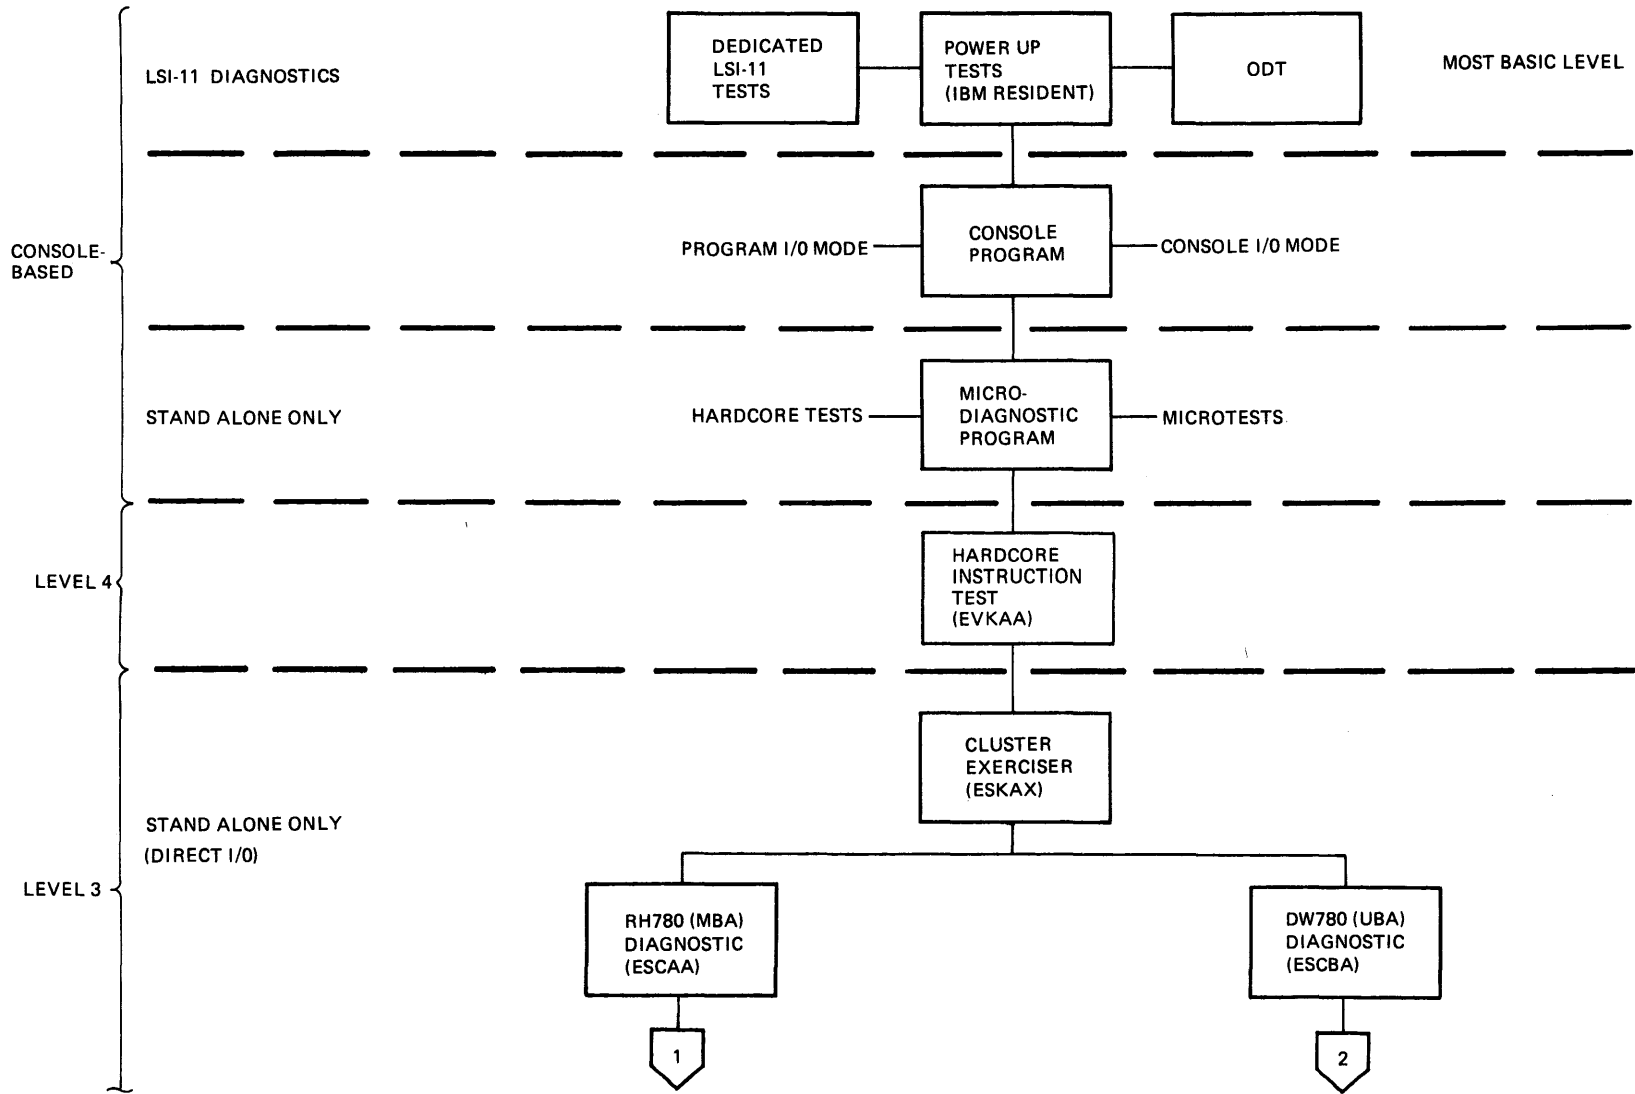 LSI-11 DIAGNOSTICS
DEDICATED
LSI-11
TESTS
POWER UP
TESTS
(IBM RESIDENT)
ODT
MOST BASIC LEVEL
CONSOLE-
BASED
PROGRAM I/O MODE
CONSOLE
PROGRAM
CONSOLE I/O MODE
STAND ALONE ONLY
HARDCORE TESTS
MICRO-
DIAGNOSTIC
PROGRAM
MICROTESTS
LEVEL 4
HARDCORE
INSTRUCTION
TEST
(EVKAA)
CLUSTER
EXERCISER
(ESKAX)
STAND ALONE ONLY
(DIRECT I/O)
LEVEL 3
RH780 (MBA)
DIAGNOSTIC
(ESCAA)
DW780 (UBA)
DIAGNOSTIC
(ESCBA)
1
2